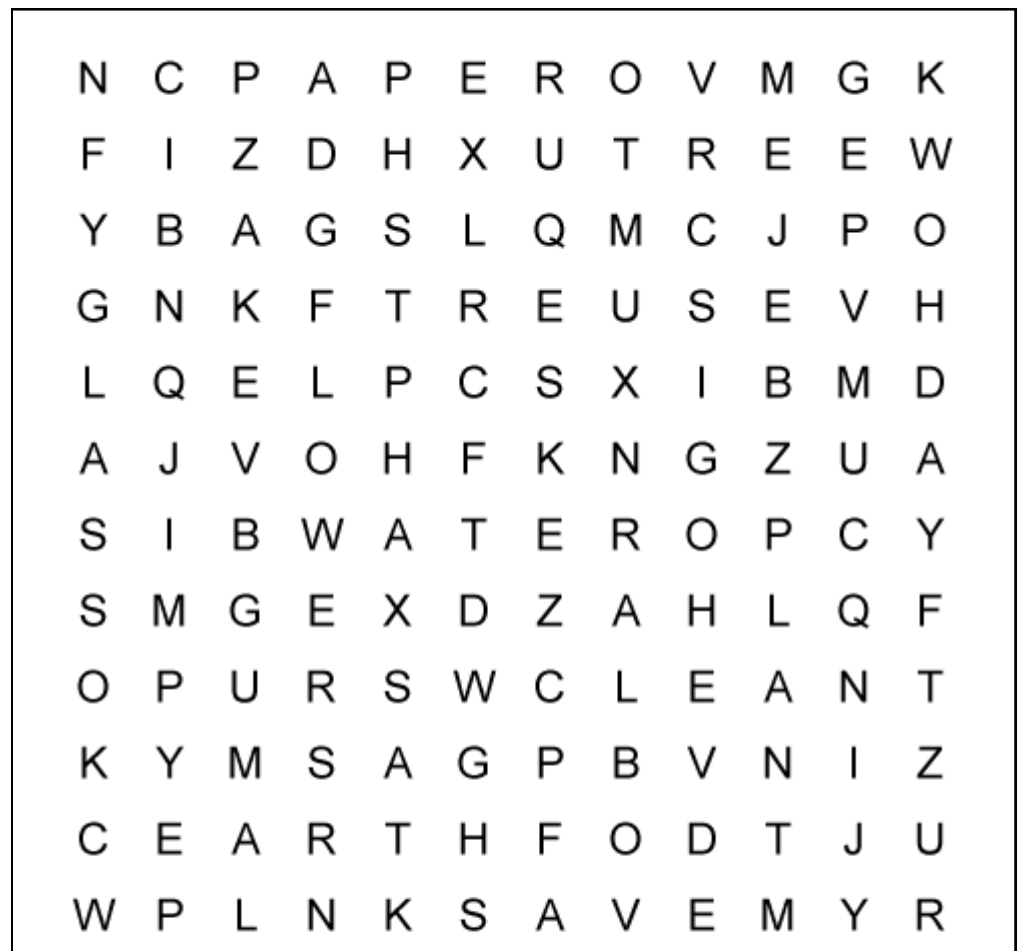 N C P A P E R O V M G K
F I Z D H X U T R E E W
Y B A G S L Q M C J P O
G N K F T R E U S E V H
L Q E L P C S X I B M D
A J V O H F K N G Z U A
S I B W A T E R O P C Y
S M G E X D Z A H L Q F
O P U R S W C L E A N T
K Y M S A G P B V N I Z
C E A R T H F O D T J U
W P L N K S A V E M Y R